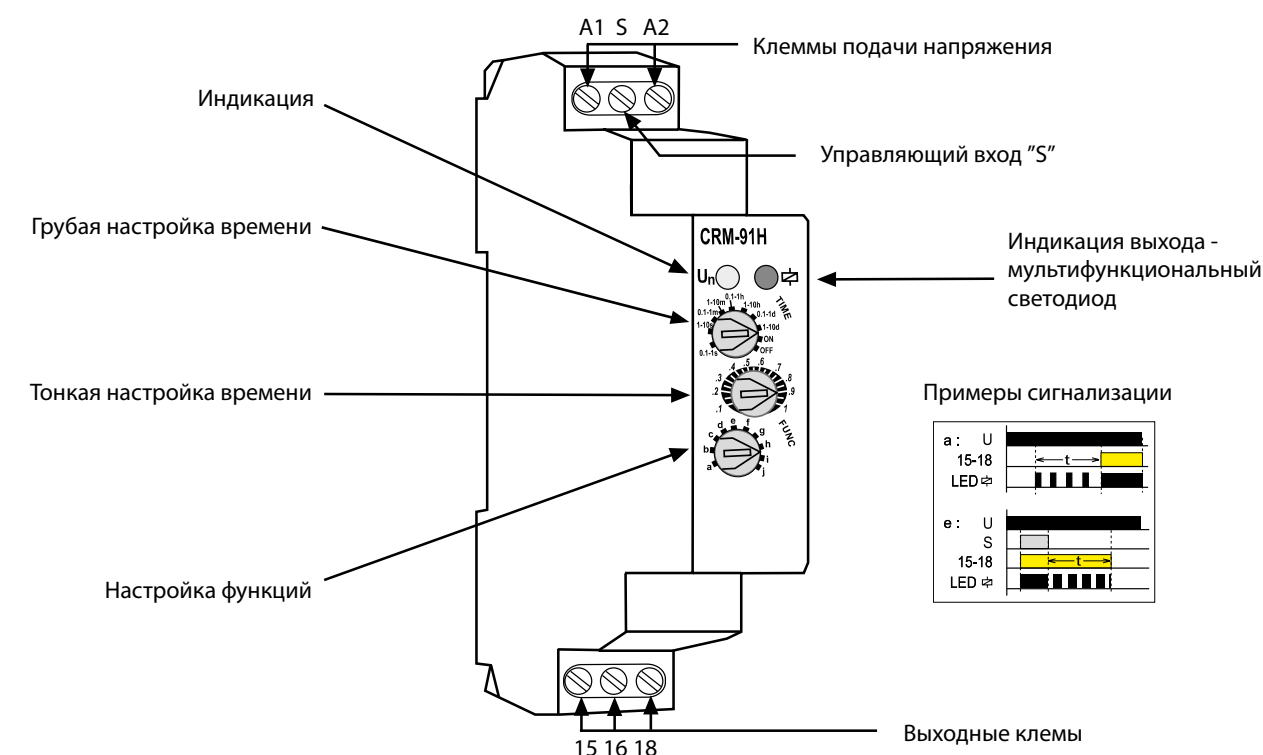 A1 S A2
Клеммы подачи напряжения
Индикация
Управляющий вход "S"
Грубая настройка времени
CRM-91H
Индикация выхода -
мультифункциональный
светодиод
Un
TIME
0.1-1s
1-10s
0.1-1m
1-10m
0.1-1h
1-10h
0.1-1d
1-10d
ON
OFF
Тонкая настройка времени
.1
.2
.3
.4
.5
.6
.7
.8
.9
1
FUNC
a
b
c
d
e
f
g
h
i
j
Примеры сигнализации
a : U
15-18
t
LED
e : U
S
15-18
t
LED
Настройка функций
15 16 18
Выходные клемы